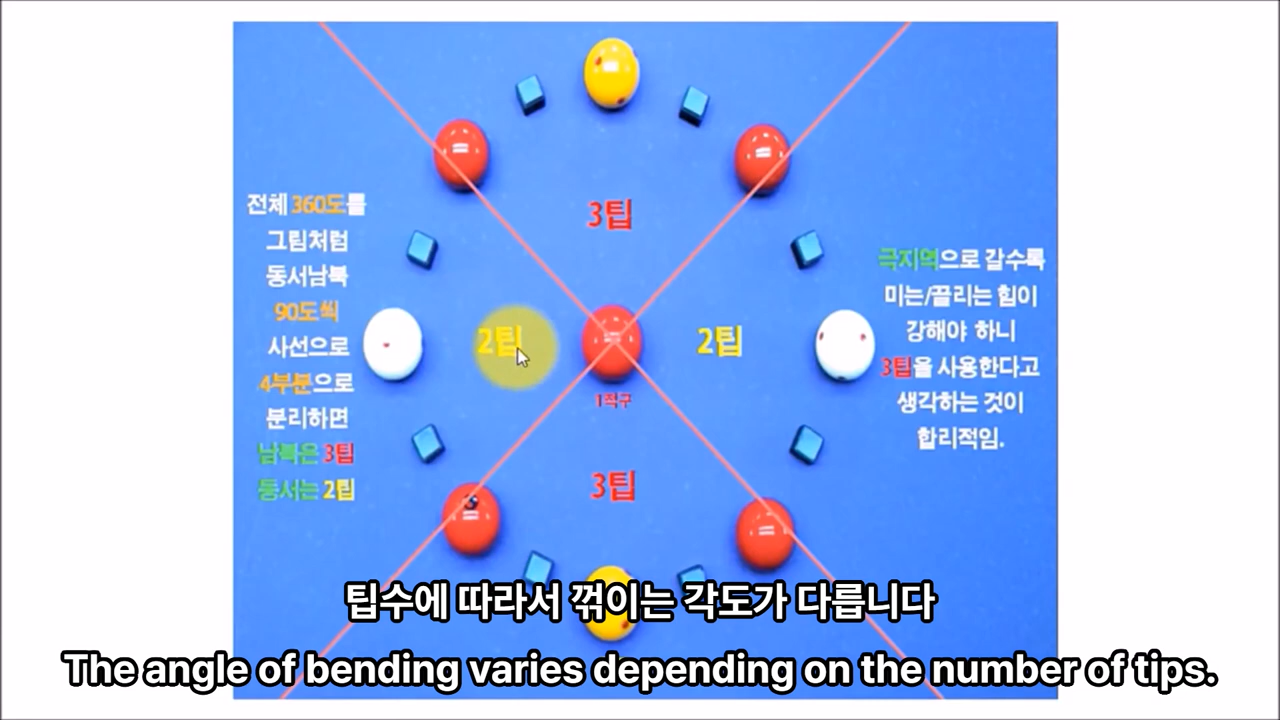 전체 360도를
그림처럼
동서남북
90도씩
사선으로
4부분으로
분리하면
남북은 3팁
동서는 2팁
3팁
2팁
2팁
1적구
3팁
극지역으로 갈수록
미는/끌리는 힘이
강해야 하니
3팁을 사용한다고
생각하는 것이
합리적임.
팁수에 따라서 꺾이는 각도가 다릅니다
The angle of bending varies depending on the number of tips.